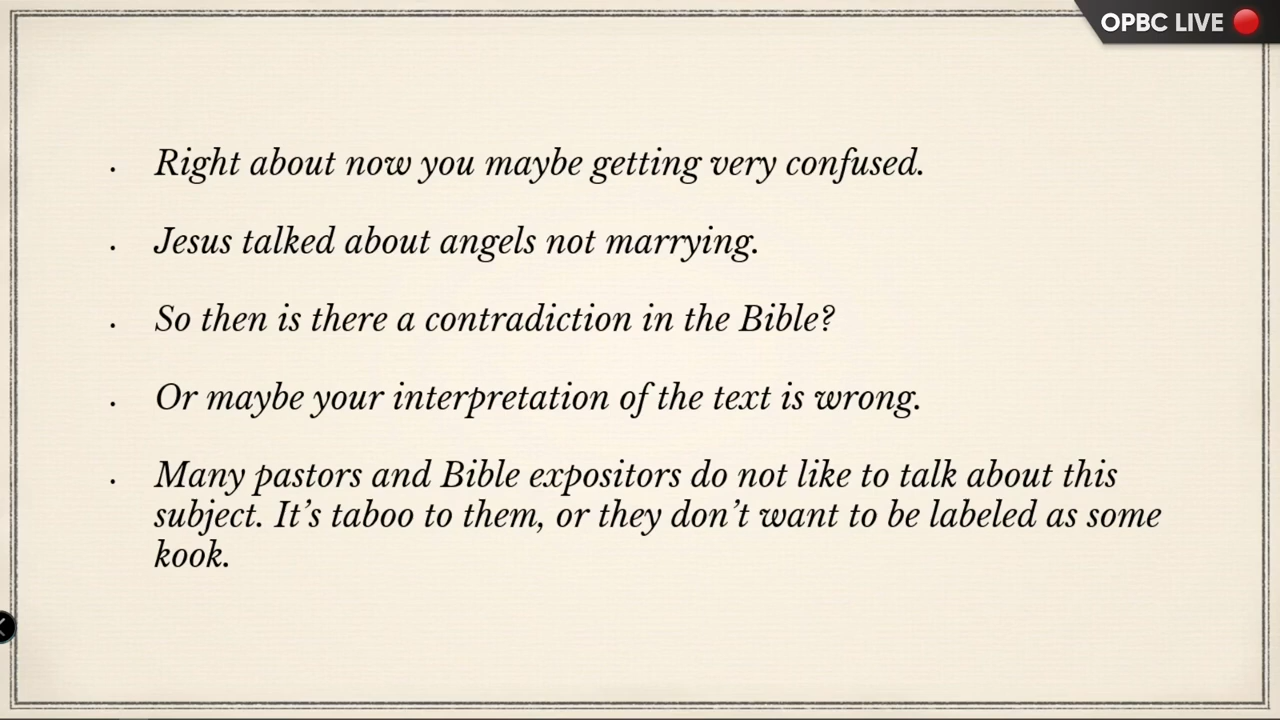 OPBC LIVE
Right about now you maybe getting very confused.
Jesus talked about angels not marrying.
So then is there a contradiction in the Bible?
Or maybe your interpretation of the text is wrong.
Many pastors and Bible expositors do not like to talk about this
subject. It’s taboo to them, or they don’t want to be labeled as some
kook.